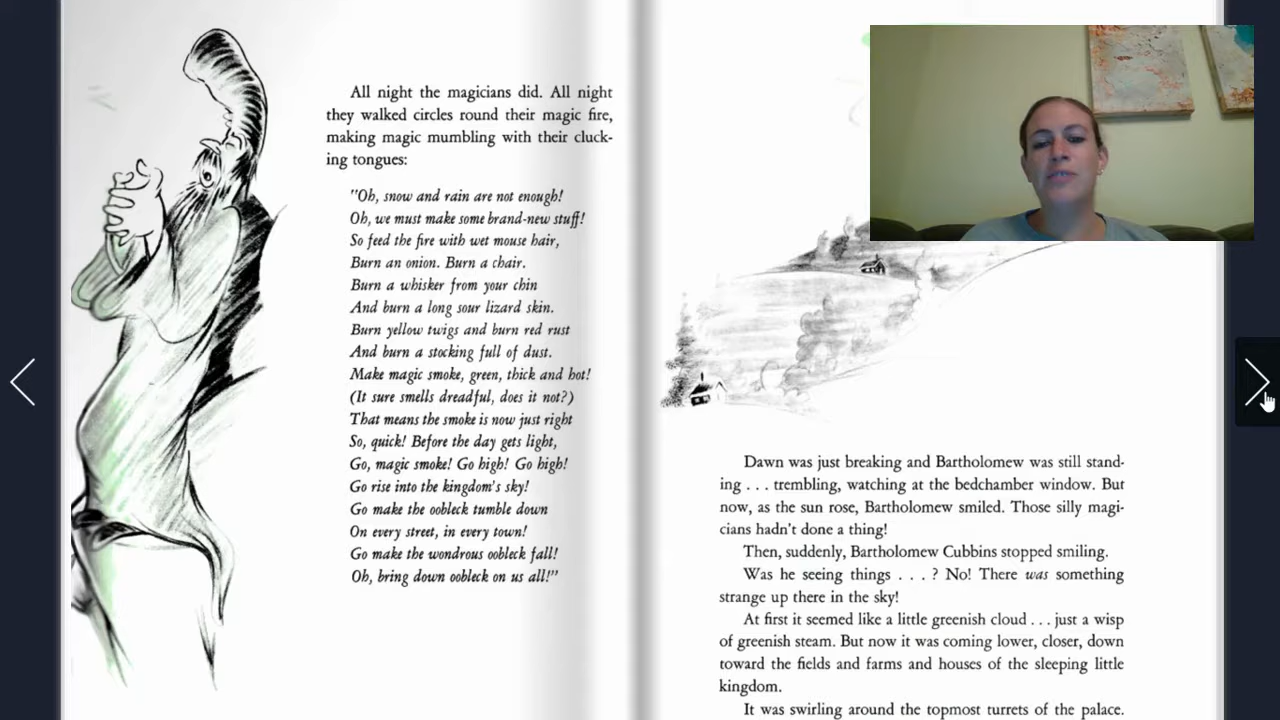 All night the magicians did. All night
they walked circles round their magic fire,
making magic mumbling with their cluck-
ing tongues:
"Oh, snow and rain are not enough!
Oh, we must make some brand-new stuff!
So feed the fire with wet mouse hair,
Burn an onion. Burn a chair.
Burn a whisker from your chin
And burn a long sour lizard skin.
Burn yellow twigs and burn red rust
And burn a stocking full of dust.
Make magic smoke, green, thick and hot!
(It sure smells dreadful, does it not?)
That means the smoke is now just right
So, quick! Before the day gets light,
Go, magic smoke! Go high! Go high!
Go rise into the kingdom's sky!
Go make the oobleck tumble down
On every street, in every town!
Go make the wondrous oobleck fall!
Oh, bring down oobleck on us all!"
Dawn was just breaking and Bartholomew was still stand-
ing . . . trembling, watching at the bedchamber window. But
now, as the sun rose, Bartholomew smiled. Those silly magi-
cians hadn't done a thing!
Then, suddenly, Bartholomew Cubbins stopped smiling.
Was he seeing things . . . ? No! There was something
strange up there in the sky!
At first it seemed like a little greenish cloud . . . just a wisp
of greenish steam. But now it was coming lower, closer, down
toward the fields and farms and houses of the sleeping little
kingdom.
It was swirling around the topmost turrets of the palace.